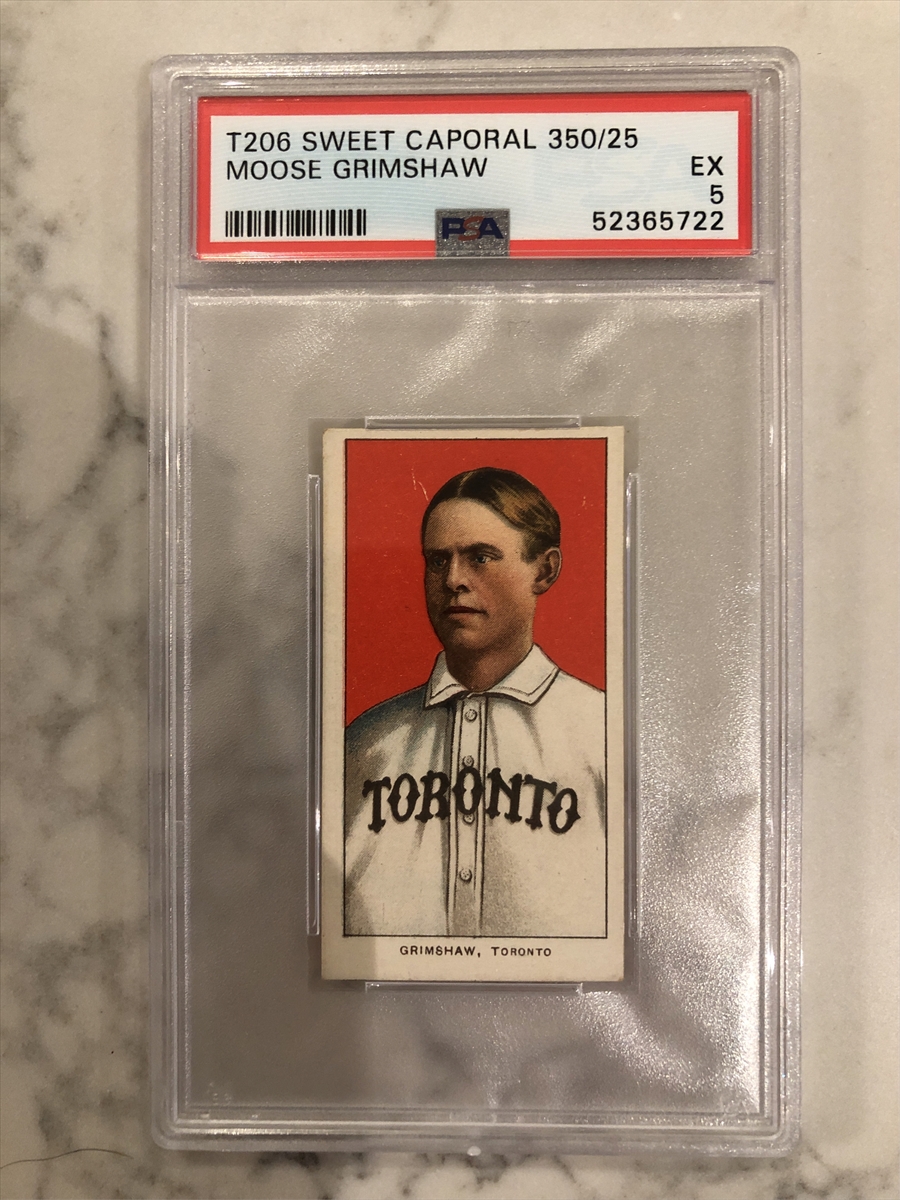 T206 SWEET CAPORAL 350/25
MOOSE GRIMSHAW
EX
5
PSA
52365722
TORONTO
GRIMSHAW, TORONTO